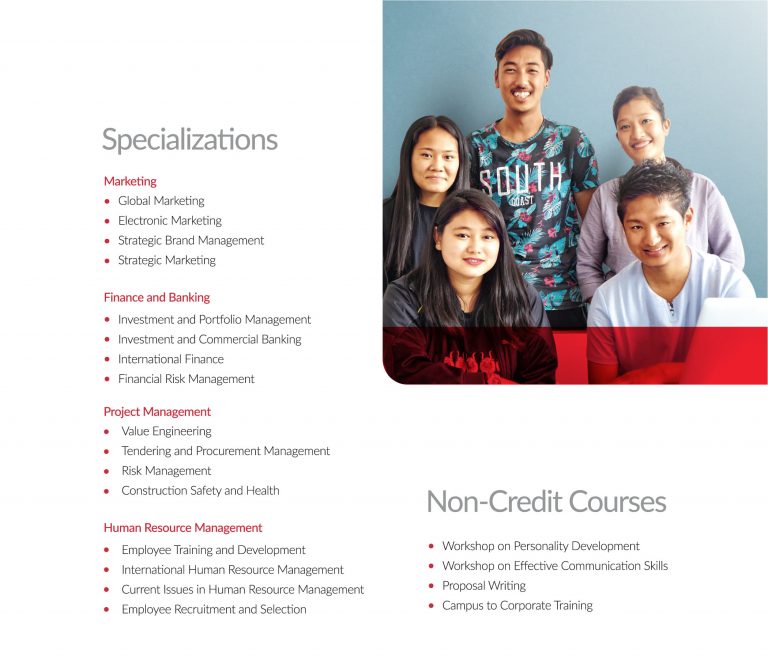 Specializations
Marketing
• Global Marketing
• Electronic Marketing
• Strategic Brand Management
• Strategic Marketing
Finance and Banking
• Investment and Portfolio Management
• Investment and Commercial Banking
• International Finance
• Financial Risk Management
Project Management
• Value Engineering
• Tendering and Procurement Management
• Risk Management
• Construction Safety and Health
Human Resource Management
• Employee Training and Development
• International Human Resource Management
• Current Issues in Human Resource Management
• Employee Recruitment and Selection
SOUTH
COAST
Non-Credit Courses
• Workshop on Personality Development
• Workshop on Effective Communication Skills
• Proposal Writing
• Campus to Corporate Training